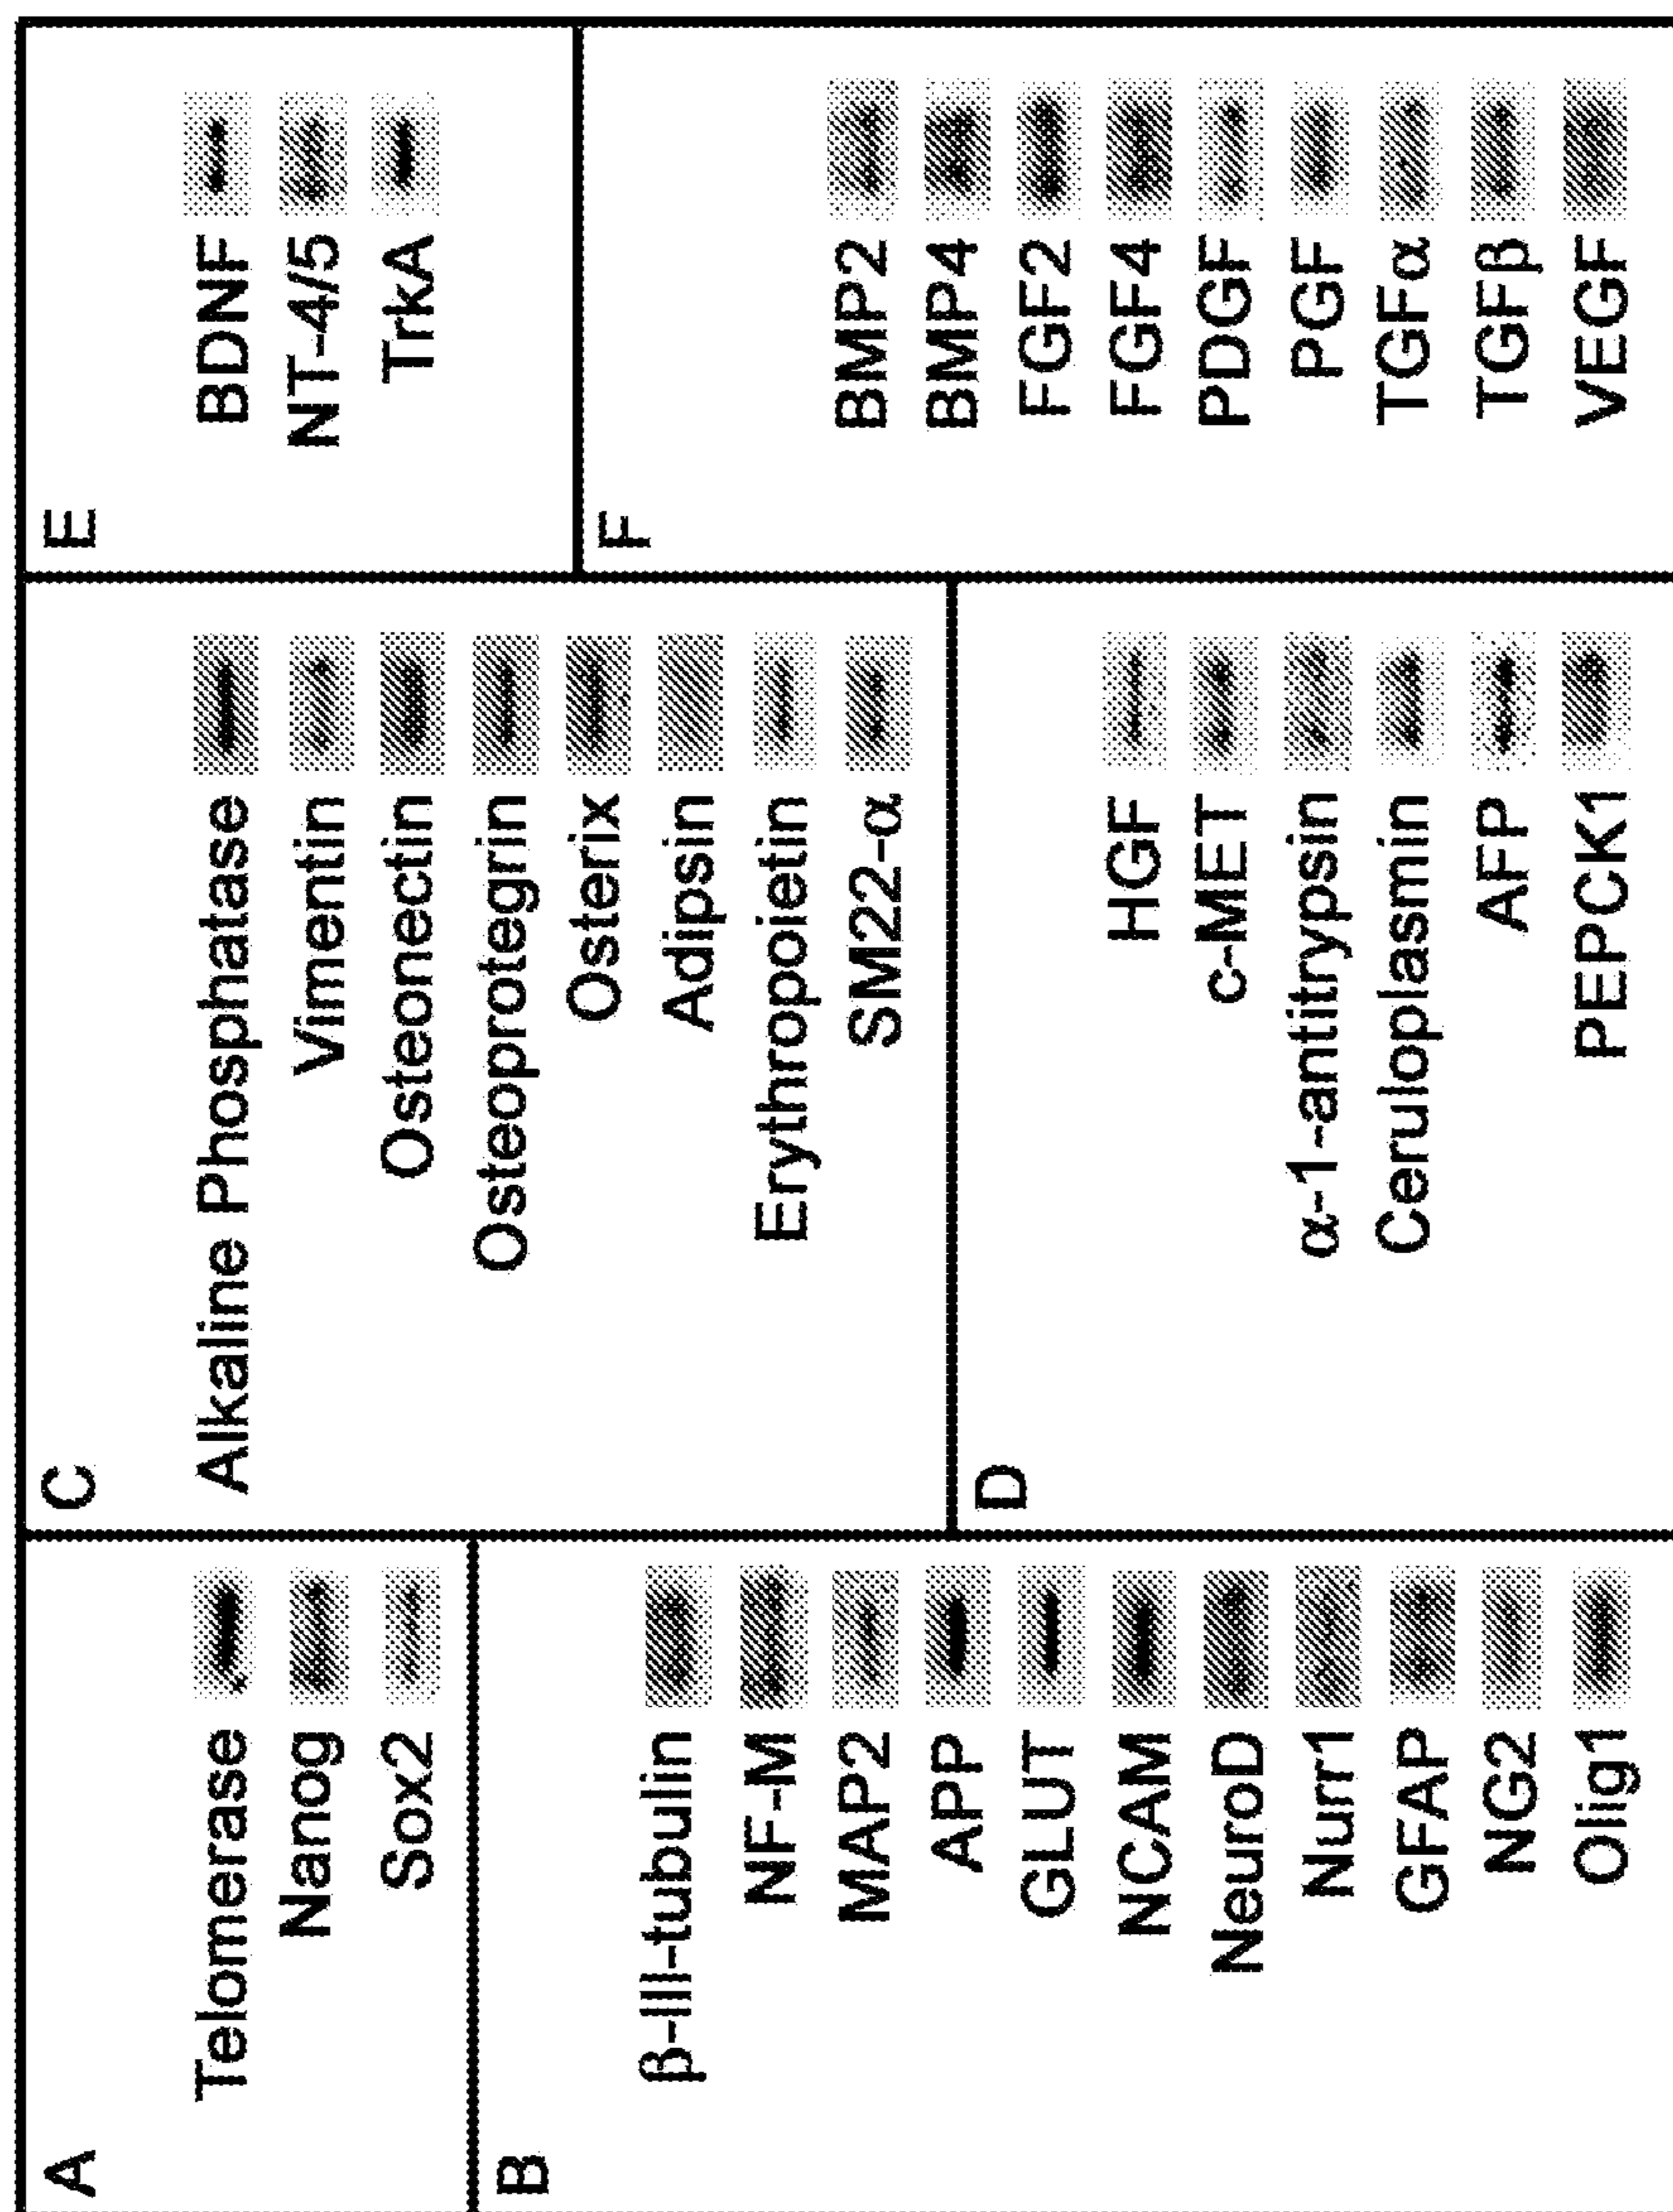 A
Telomerase
Nanog
Sox2
B
β-III-tubulin
NF-M
MAP2
APP
GLUT
NCAM
NeuroD
Nurr1
GFAP
NG2
Olig1
C
Alkaline Phosphatase
Vimentin
Osteonectin
Osteoprotegrin
Osterix
Adipsin
Erythropoietin
SM22-α
D
HGF
c-MET
α-1-antitrypsin
Ceruloplasmin
AFP
PEPCK1
E
BDNF
NT-4/5
TrkA
F
BMP2
BMP4
FGF2
FGF4
PDGF
PGF
TGFα
TGFβ
VEGF